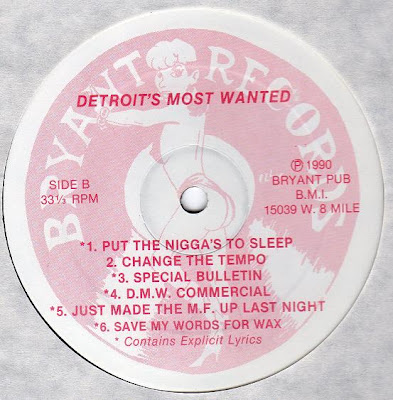 BRYANT RECORDS
DETROIT'S MOST WANTED
SIDE B
33⅓ RPM
℗ 1990
BRYANT PUB
B.M.I.
15039 W. 8 MILE
*1. PUT THE NIGGA'S TO SLEEP
2. CHANGE THE TEMPO
*3. SPECIAL BULLETIN
*4. D.M.W. COMMERCIAL
*5. JUST MADE THE M.F. UP LAST NIGHT
*6. SAVE MY WORDS FOR WAX
* Contains Explicit Lyrics